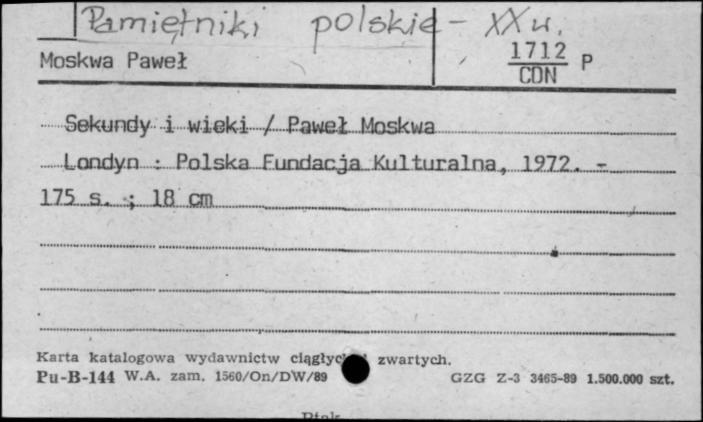 Pamiętniki polskie - XX w.
Moskwa Paweł 1712 P
CDN
Sekundy i wieki / Paweł Moskwa
Londyn : Polska Fundacja Kulturalna, 1972. -
175 s. ; 18 cm
Karta katalogowa wydawnictw ciągłyc zwartych.
Pu-B-144 W.A. zam. 1560/On/DW/89 GZG Z-3 3465-89 1.500.000 szt.